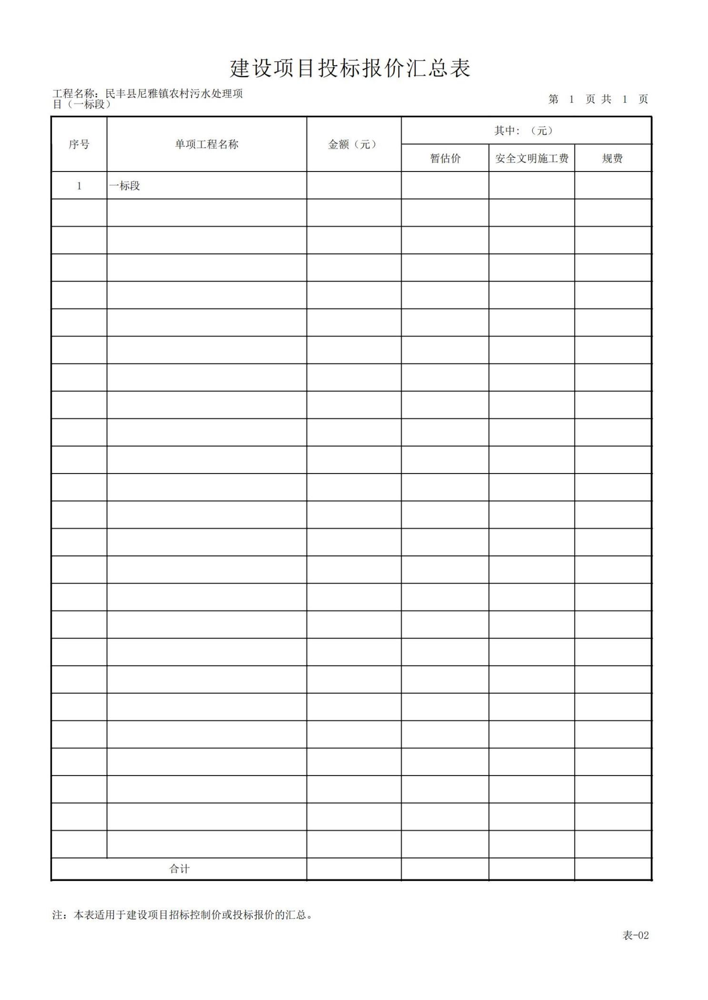 建设项目投标报价汇总表
工程名称：民丰县尼雅镇农村污水处理项
目（一标段）
第 1 页 共 1 页
序号 单项工程名称 金额（元） 其中：（元）
暂估价 安全文明施工费 规费
1 一标段
合计
注：本表适用于建设项目招标控制价或投标报价的汇总。
表-02